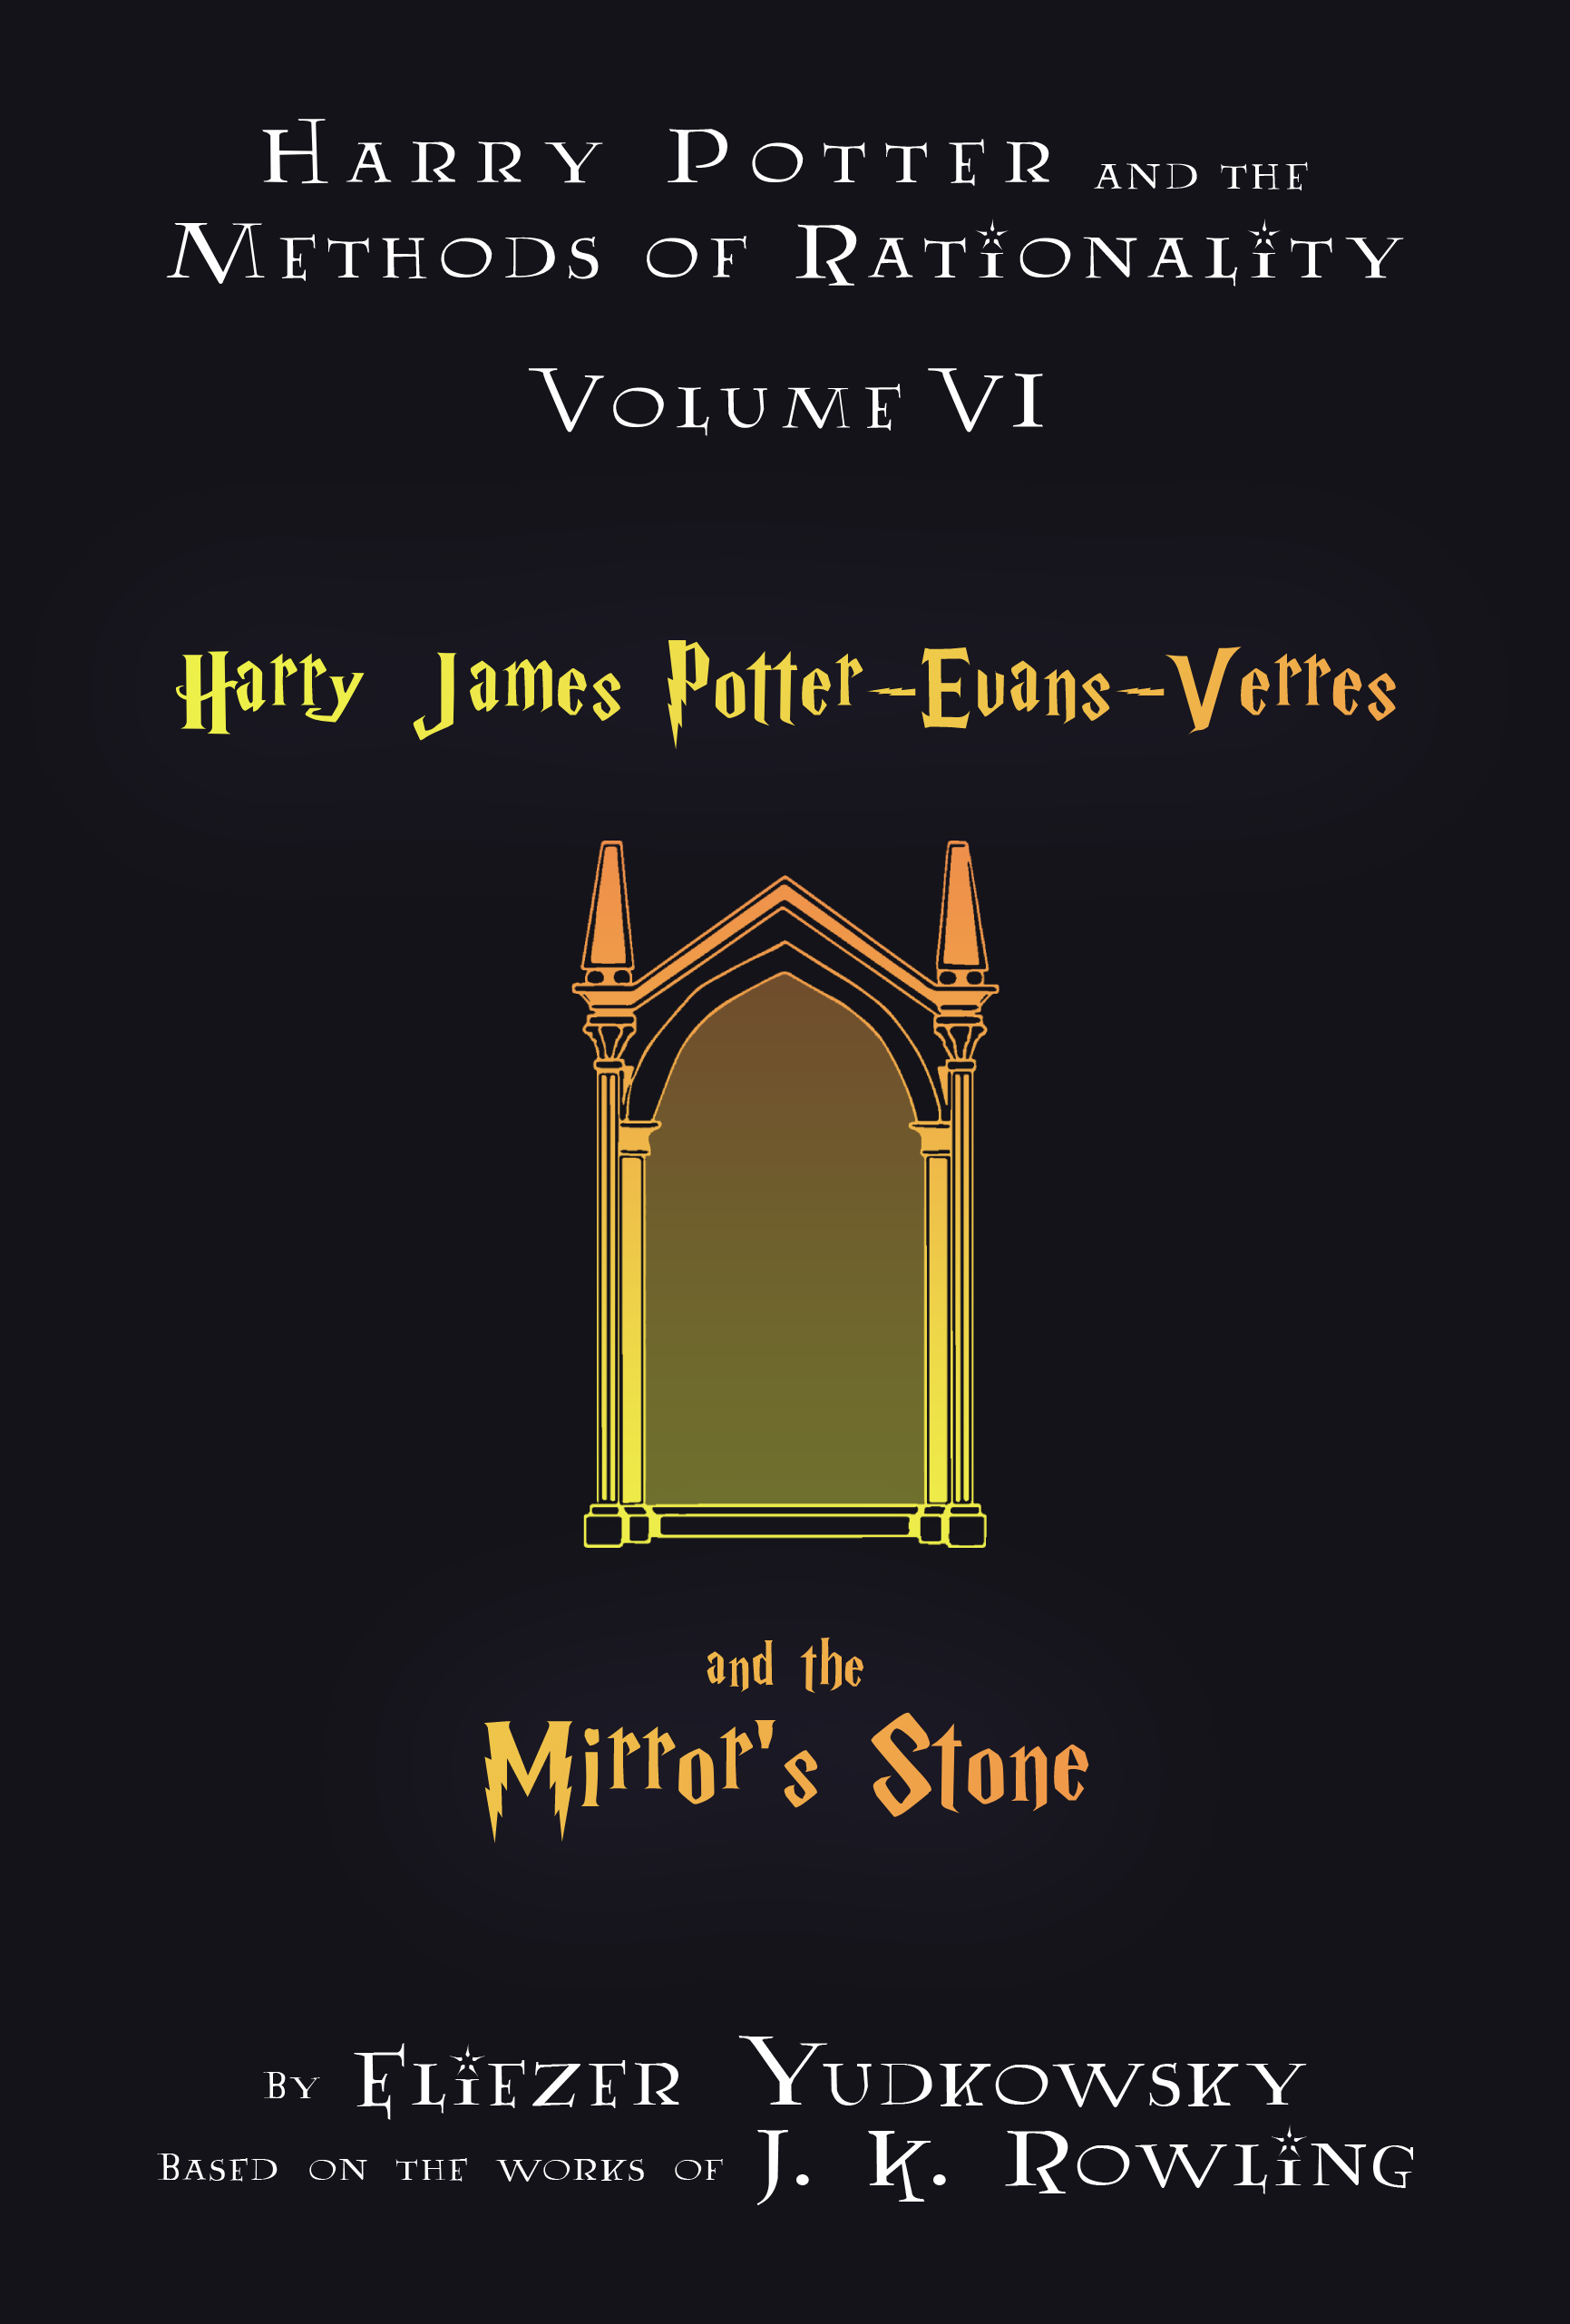 Harry Potter and the
Methods of Rationality
Volume VI
Harry James Potter-Evans-Verres
and the
Mirror's Stone
By Eliezer Yudkowsky
Based on the works of J. K. Rowling